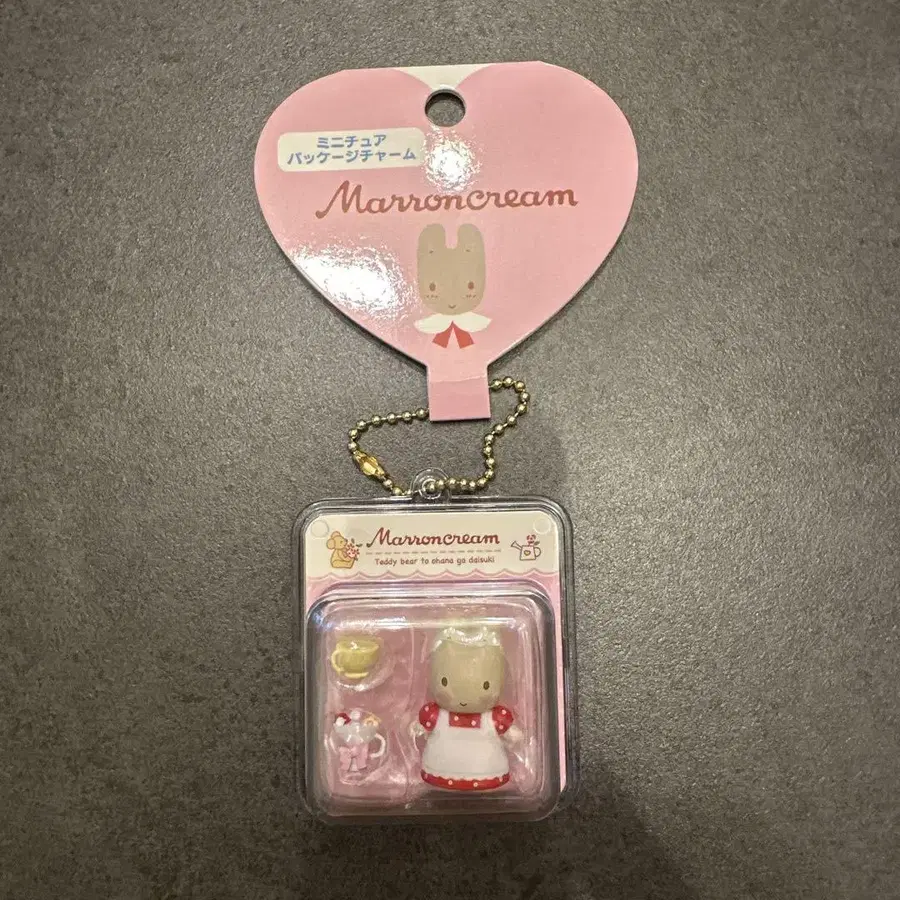 ミニチュア
パッケージチャーム
Marroncream
Marroncream
Teddy bear to ohana ga daisuki